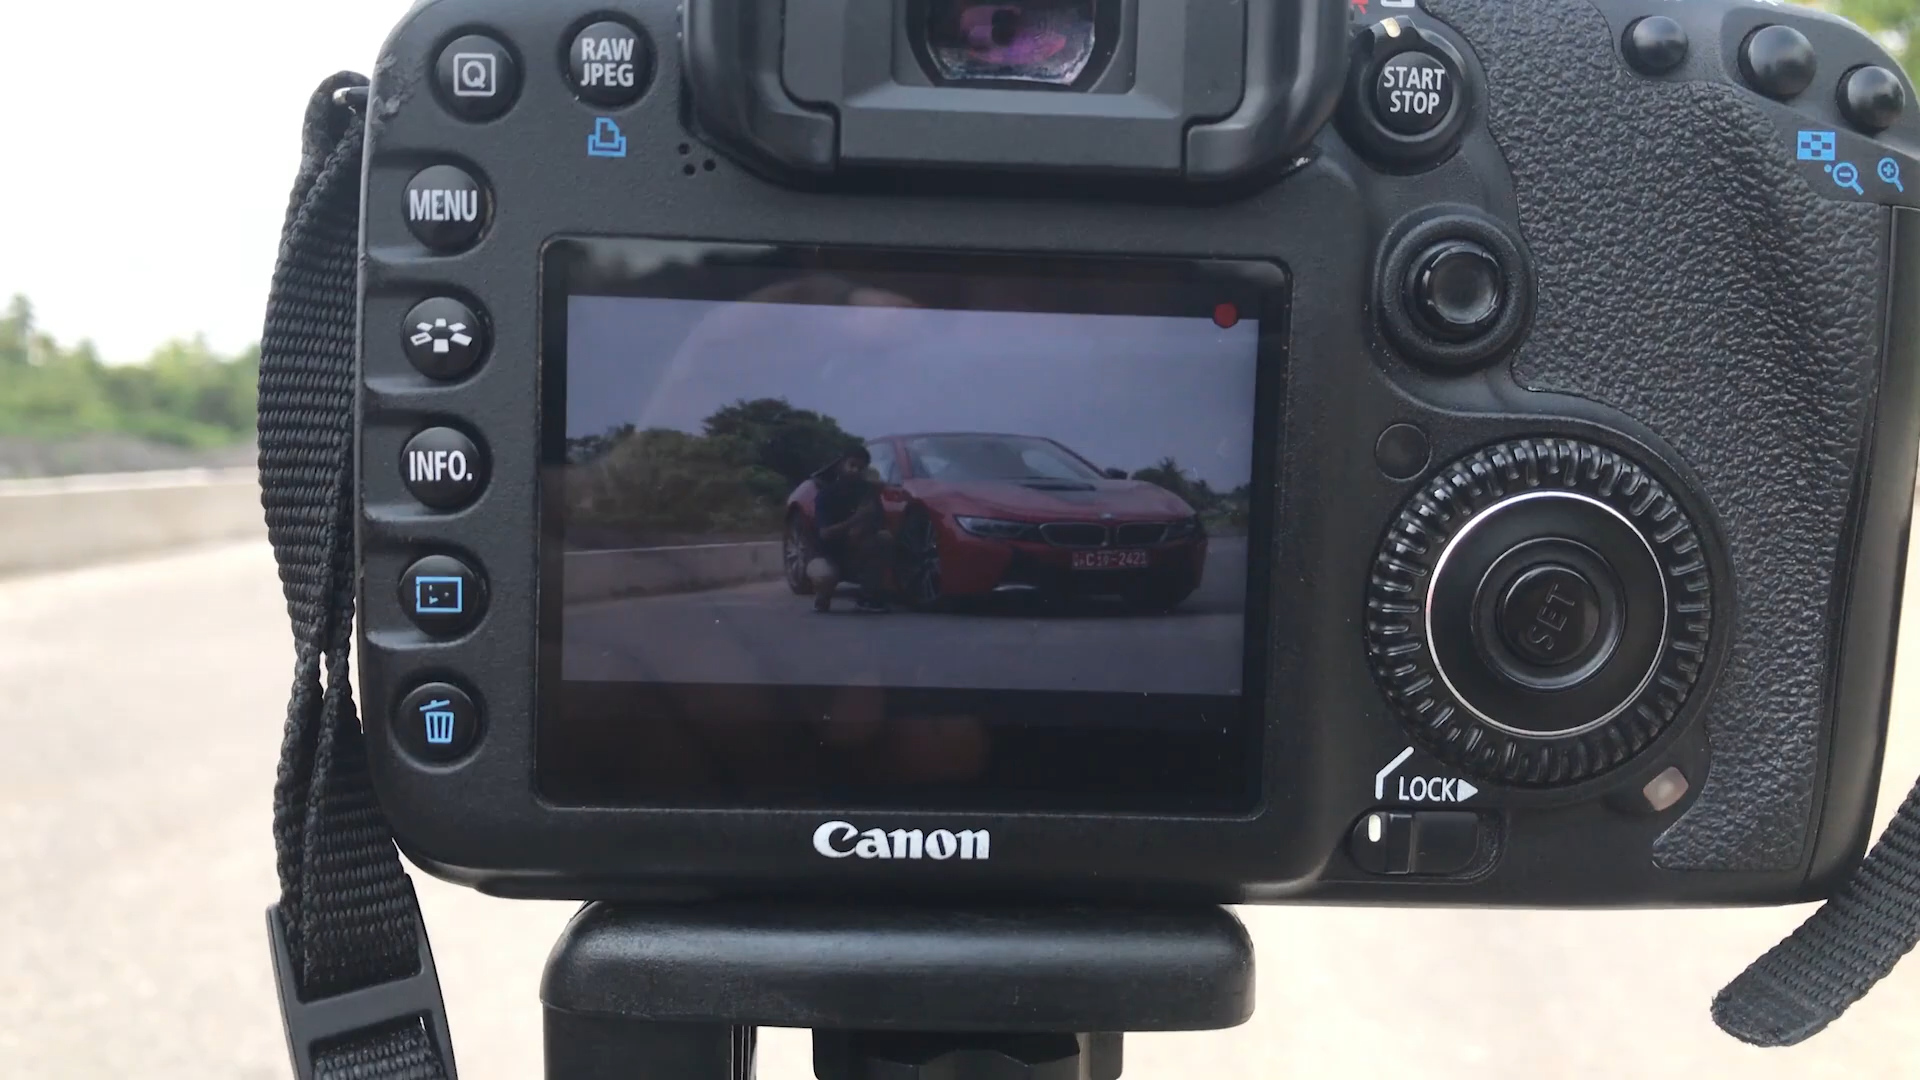 Q
RAW
JPEG
START
STOP
MENU
INFO.
SET
LOCK
Canon